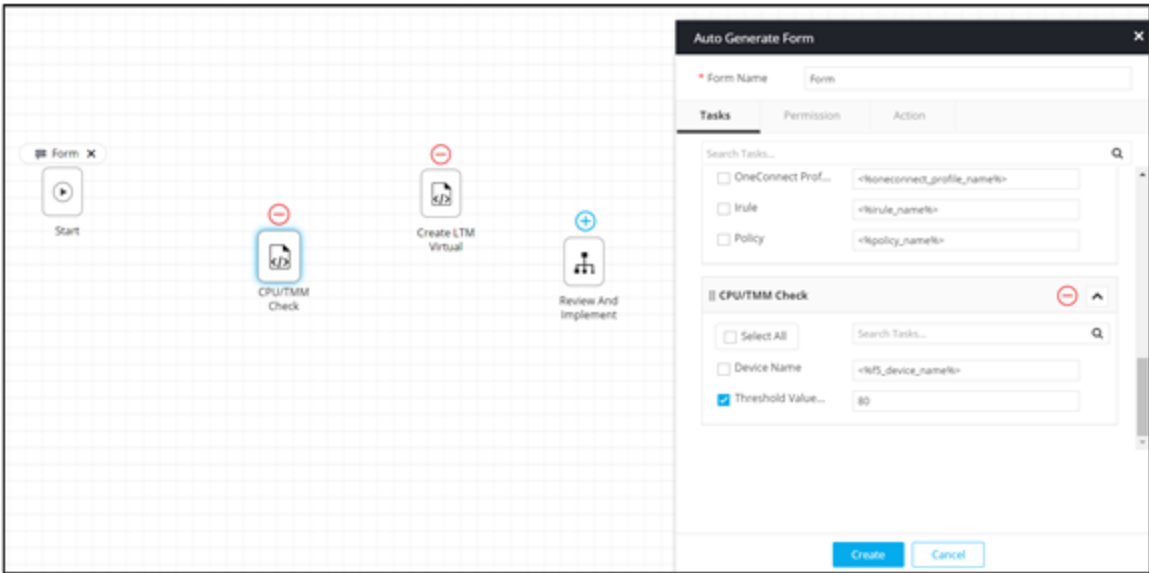 Auto Generate Form
* Form Name
Form
Tasks
Permission
Action
Search Tasks...
OneConnect Prof...
<%oneconnect_profile_name%>
Irule
<%irule_name%>
Policy
<%policy_name%>
CPU/TMM Check
Select All
Search Tasks...
Device Name
<%f5_device_name%>
Threshold Value...
80
Create
Cancel
Form
Start
CPU/TMM
Check
Create LTM
Virtual
Review And
Implement